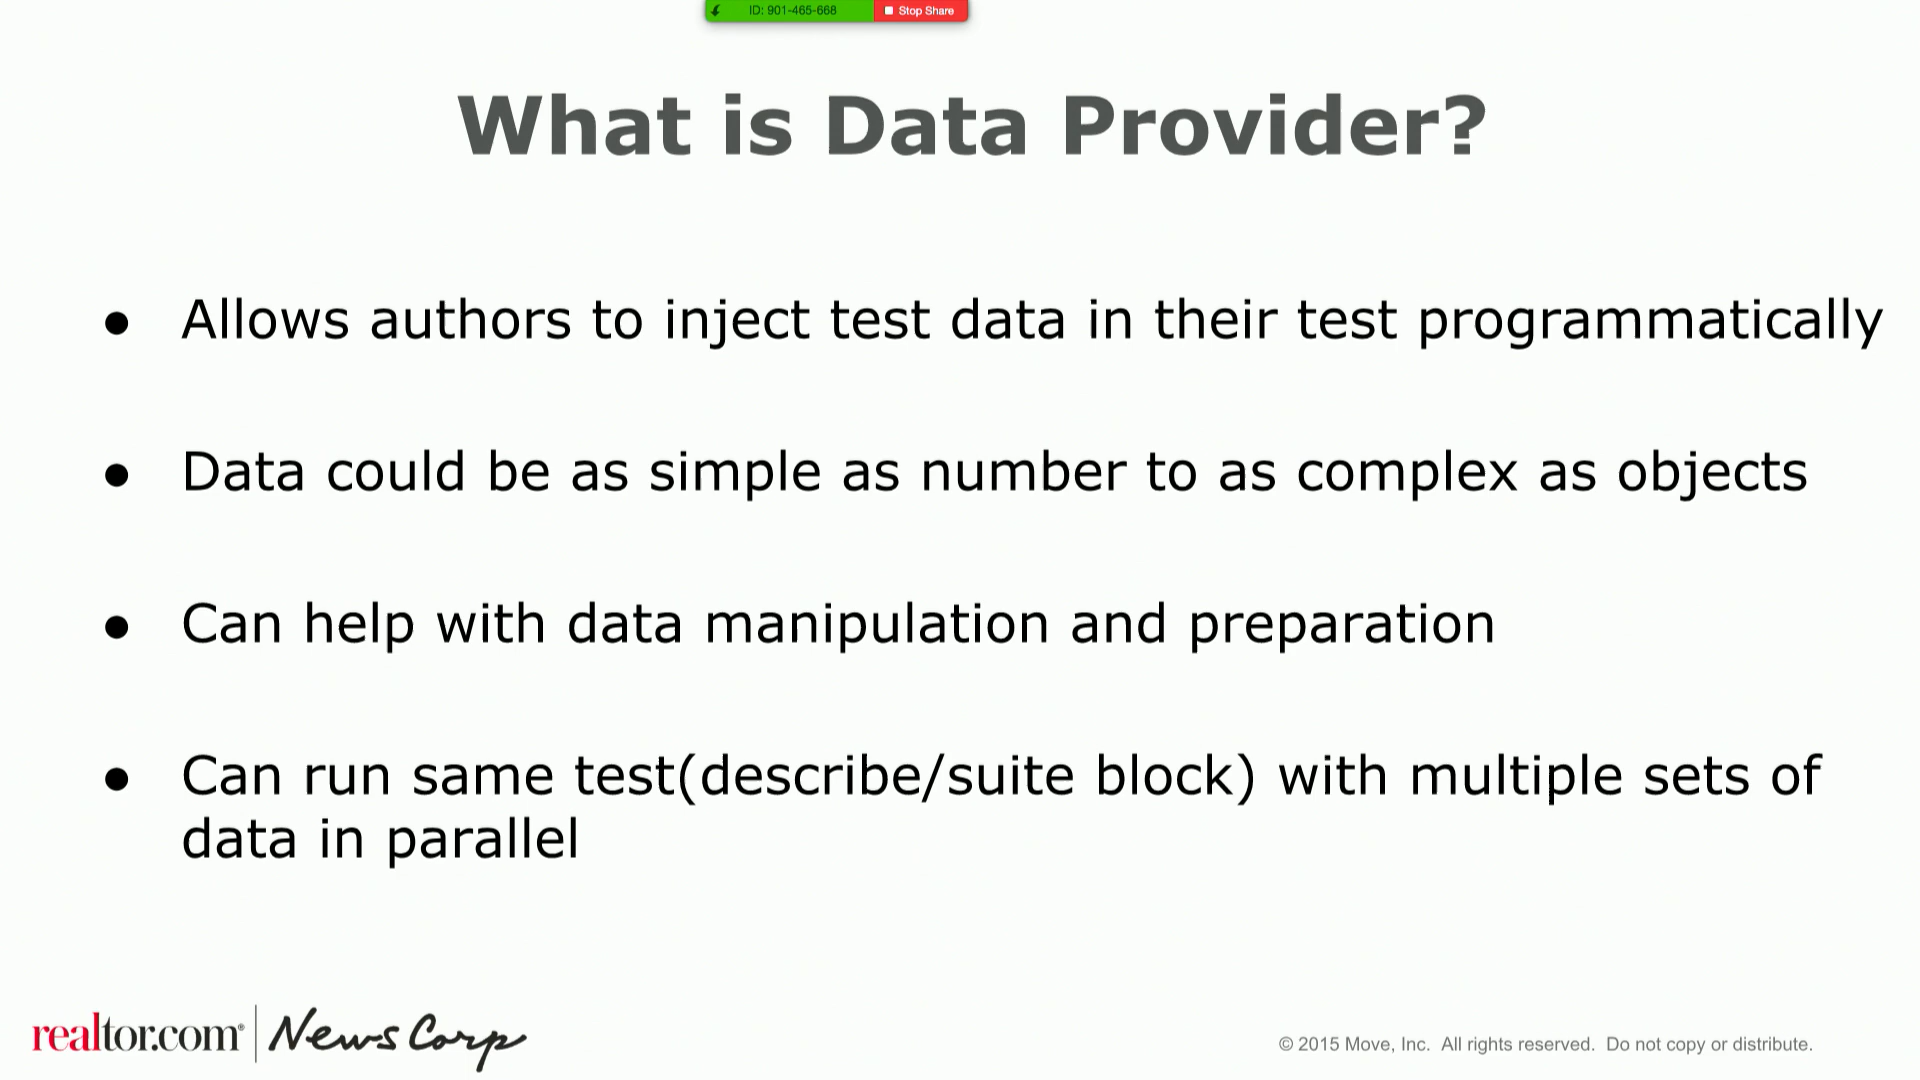 ID: 901-465-668 Stop Share
What is Data Provider?
● Allows authors to inject test data in their test programmatically
● Data could be as simple as number to as complex as objects
● Can help with data manipulation and preparation
● Can run same test(describe/suite block) with multiple sets of
data in parallel
realtor.com® News Corp
© 2015 Move, Inc. All rights reserved. Do not copy or distribute.